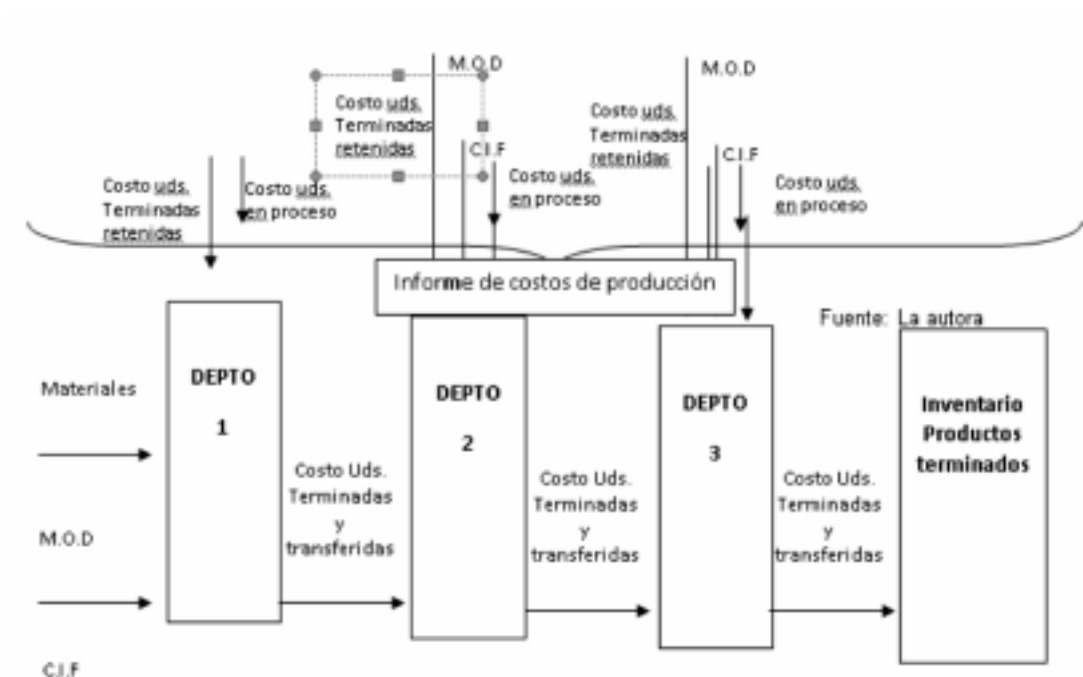 M.O.D
M.O.D
Costo uds.
Terminadas
retenidas
Costo uds.
Terminadas
retenidas
C.I.F
C.I.F
Costo uds.
Terminadas
retenidas
Costo uds.
en proceso
Costo uds.
en proceso
Costo uds.
en proceso
Informe de costos de producción
Fuente: La autora
Materiales
M.O.D
C.I.F
DEPTO
1
Costo Uds.
Terminadas
y
transferidas
DEPTO
2
Costo Uds.
Terminadas
y
transferidas
DEPTO
3
Costo Uds.
Terminadas
y
transferidas
Inventario
Productos
terminados